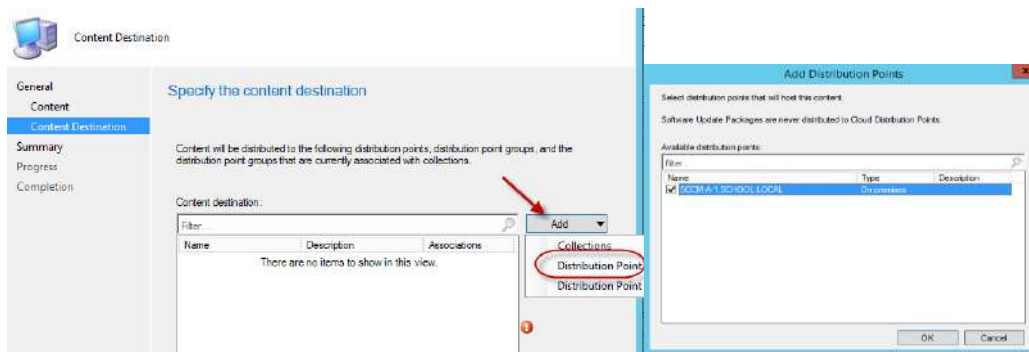 Content Destination
General
Content
Content Destination
Summary
Progress
Completion
Specify the content destination
Content will be distributed to the following distribution points, distribution point groups, and the
distribution point groups that are currently associated with collections.
Content destination:
Filter...
Add
Name Description Associations
There are no items to show in this view.
Collections
Distribution Point
Distribution Point
Add Distribution Points
Select distribution points that will host this content.
Software Update Packages are never distributed to Cloud Distribution Points.
Available distribution points:
Filter...
Name Type Description
SCCM-A-1.SCHOOL.LOCAL On-premises
OK Cancel